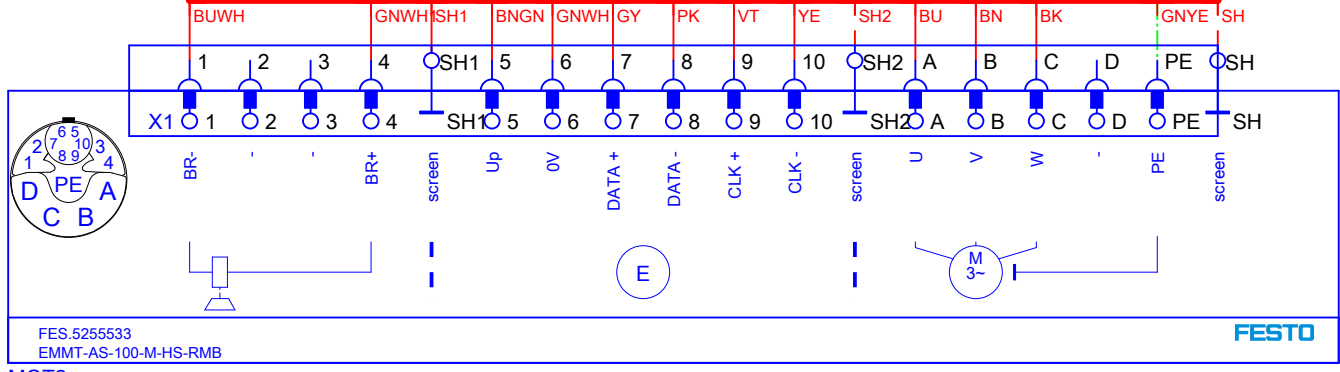 BUWH GNWH SH1 BNGN GNWH GY PK VT YE SH2 BU BN BK GNYE SH
1 2 3 4 SH1 5 6 7 8 9 10 SH2 A B C D PE SH
X1 1 2 3 4 SH1 5 6 7 8 9 10 SH2 A B C D PE SH
BR- - - BR+ screen Up 0V DATA + DATA - CLK + CLK - screen U V W - PE screen
6 5
2 7 10 3
1 8 9 4
D PE A
C B
E
M
3~
FES.5255533
EMMT-AS-100-M-HS-RMB
FESTO